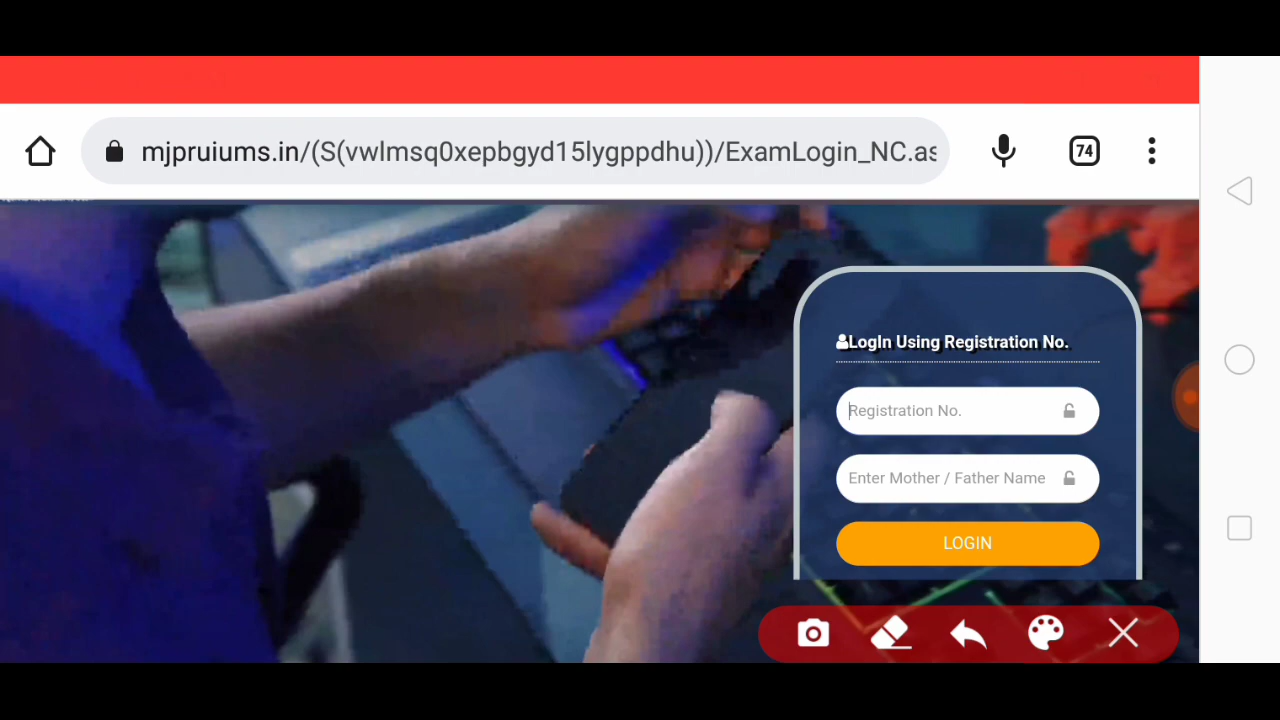 mjpruiums.in/(S(vwlmsq0xepbgyd15lygppdhu))/ExamLogin_NC.as
74
LogIn Using Registration No.
Registration No.
Enter Mother / Father Name
LOGIN